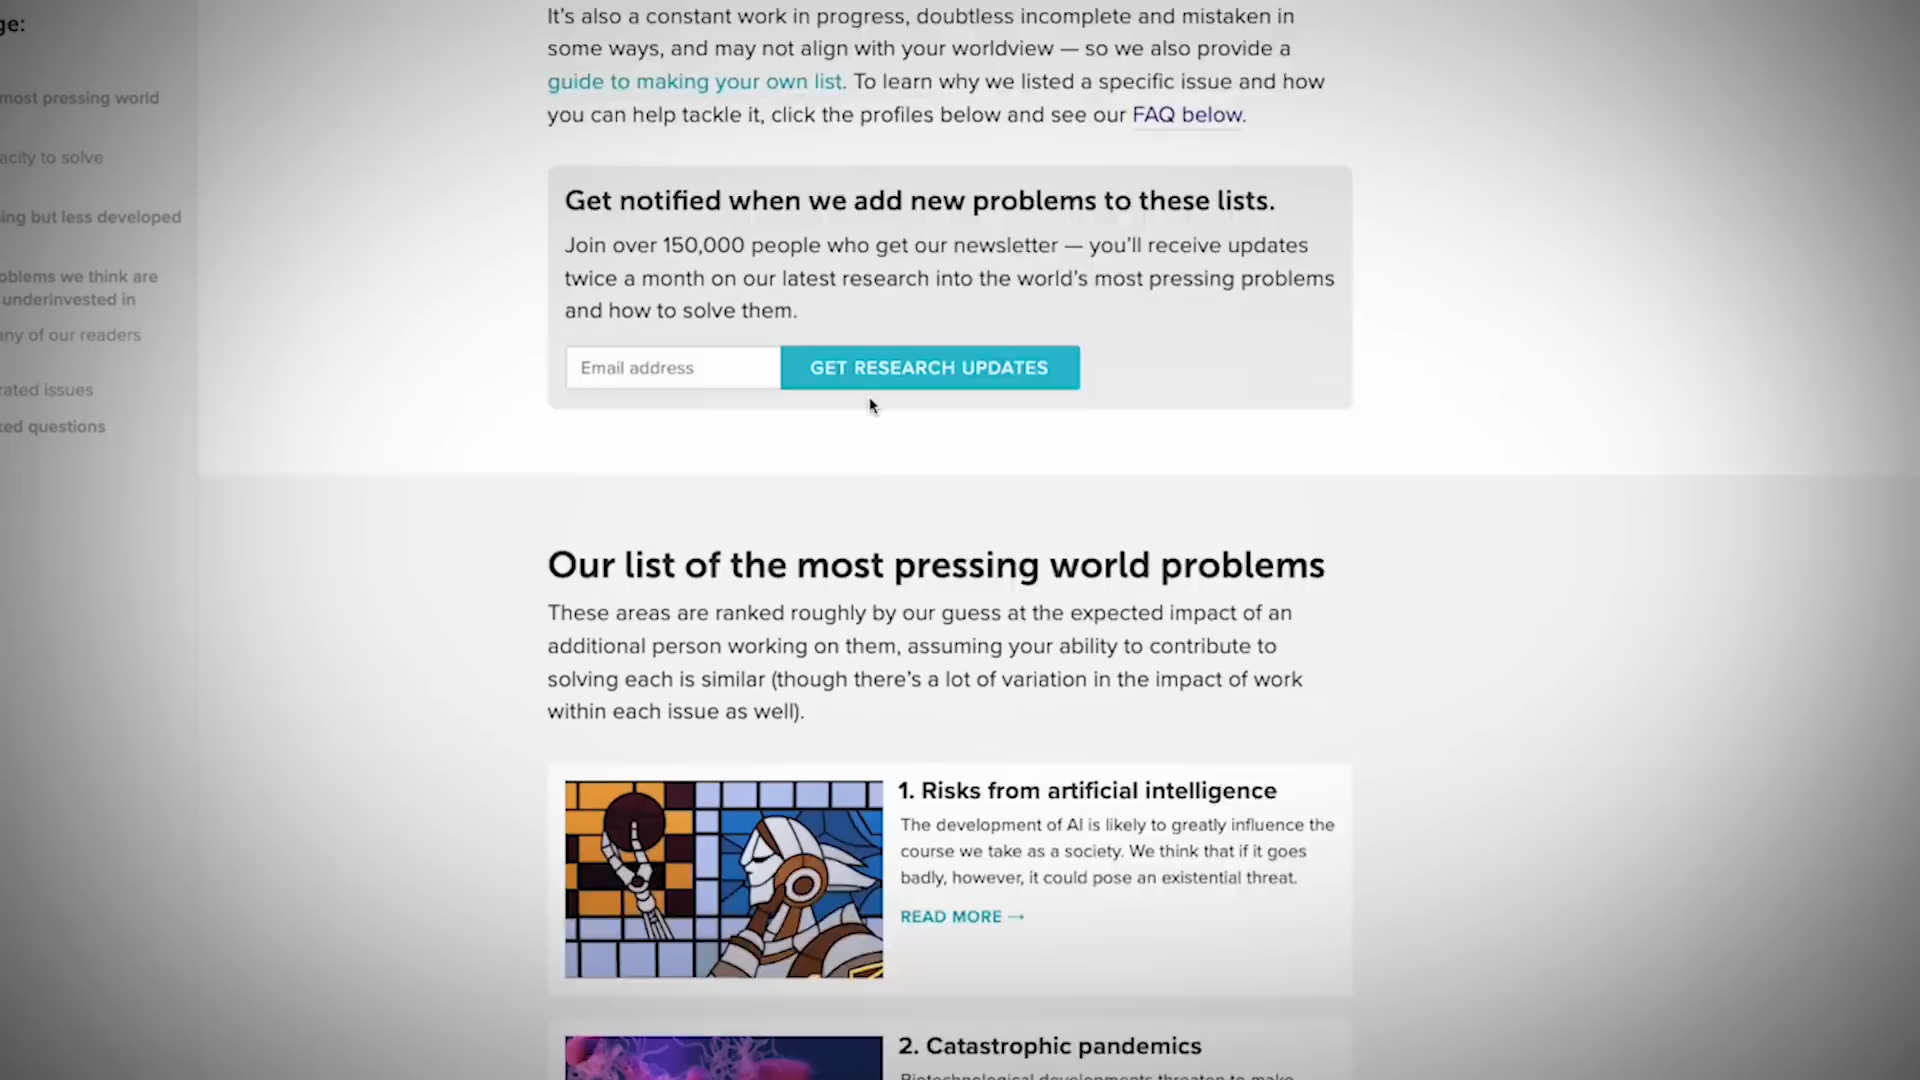 ge:
most pressing world
acity to solve
ing but less developed
oblems we think are
underinvested in
any of our readers
rated issues
ked questions
It's also a constant work in progress, doubtless incomplete and mistaken in
some ways, and may not align with your worldview — so we also provide a
guide to making your own list. To learn why we listed a specific issue and how
you can help tackle it, click the profiles below and see our FAQ below.
Get notified when we add new problems to these lists.
Join over 150,000 people who get our newsletter — you'll receive updates
twice a month on our latest research into the world's most pressing problems
and how to solve them.
Email address
GET RESEARCH UPDATES
Our list of the most pressing world problems
These areas are ranked roughly by our guess at the expected impact of an
additional person working on them, assuming your ability to contribute to
solving each is similar (though there's a lot of variation in the impact of work
within each issue as well).
1. Risks from artificial intelligence
The development of AI is likely to greatly influence the
course we take as a society. We think that if it goes
badly, however, it could pose an existential threat.
READ MORE →
2. Catastrophic pandemics
Biotechnological developments threaten to make